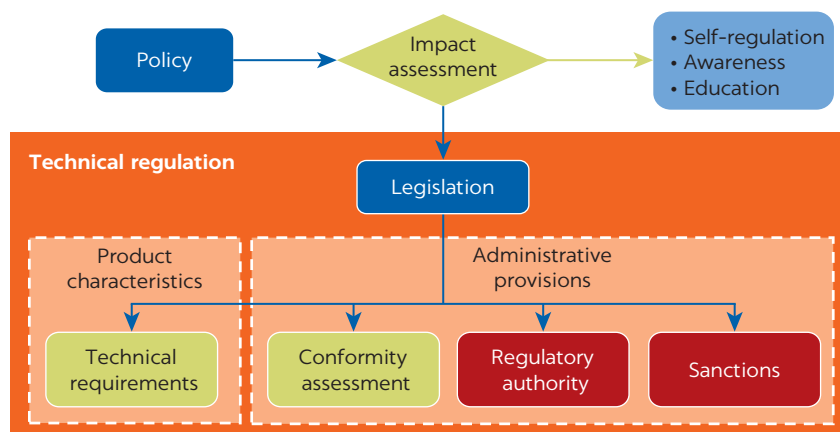 Policy
Impact
assessment
• Self-regulation
• Awareness
• Education
Technical regulation
Legislation
Product
characteristics
Administrative
provisions
Technical
requirements
Conformity
assessment
Regulatory
authority
Sanctions